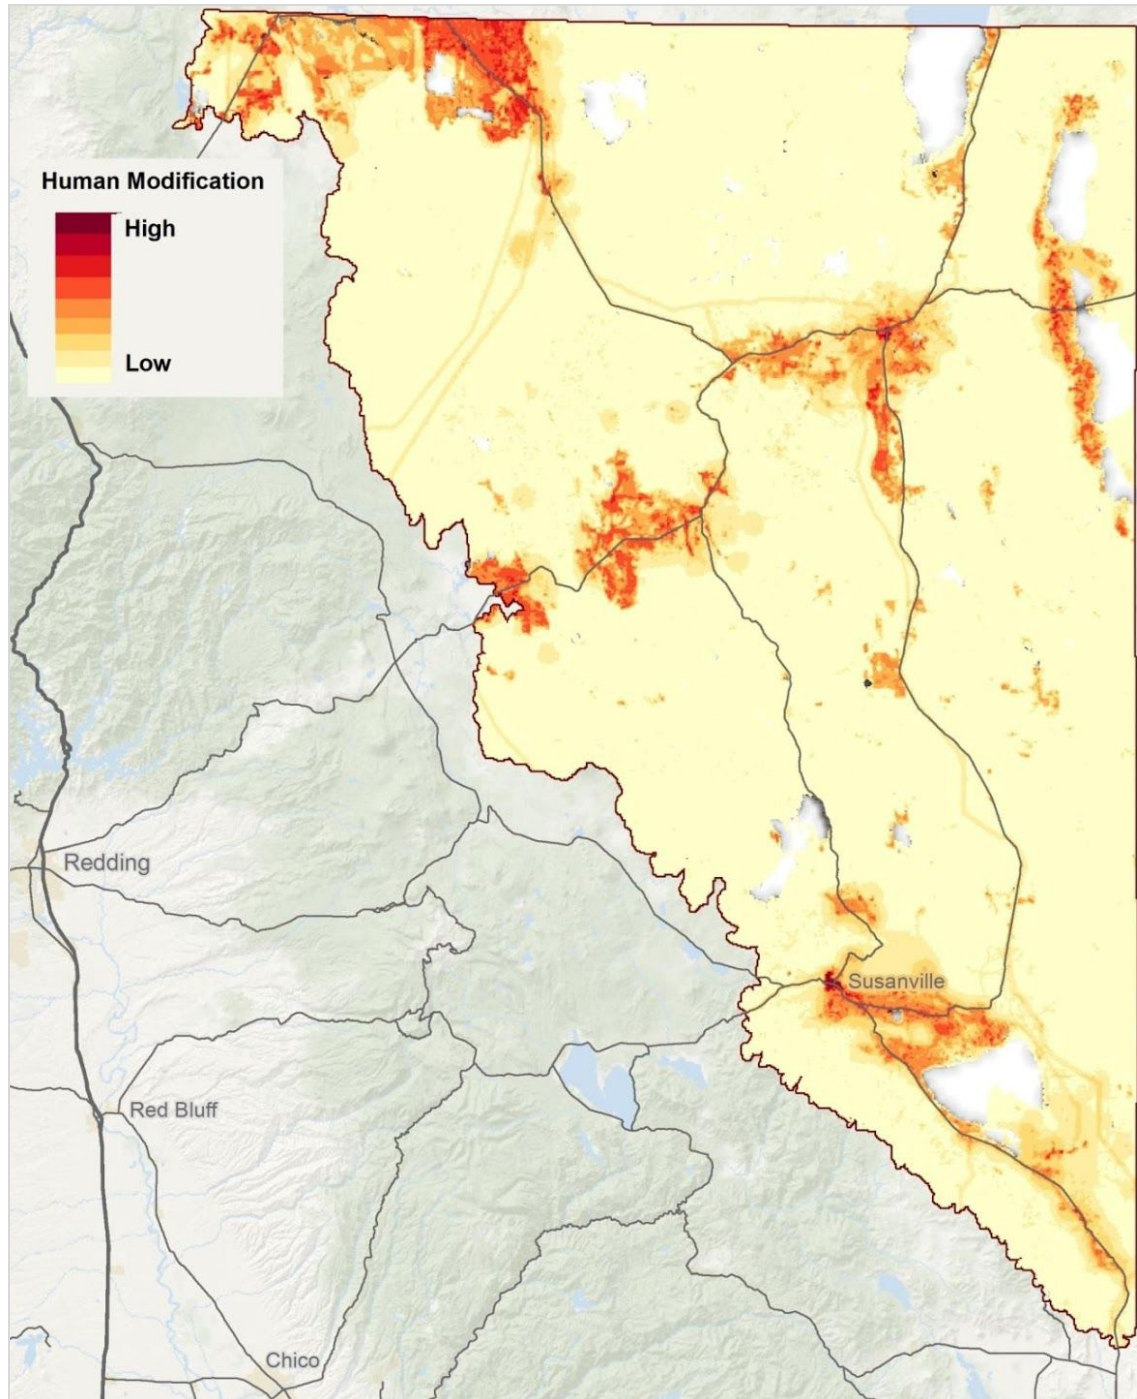 Human Modification
High
Low
Redding
Susanville
Red Bluff
Chico